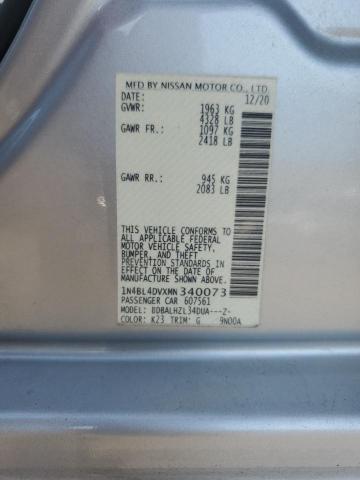 MFD BY NISSAN MOTOR CO., LTD.
DATE: 12/20
GVWR: 1963 KG
4328 LB
GAWR FR.: 1097 KG
2418 LB
GAWR RR.: 945 KG
2083 LB
THIS VEHICLE CONFORMS TO
ALL APPLICABLE FEDERAL
MOTOR VEHICLE SAFETY,
BUMPER, AND THEFT
PREVENTION STANDARDS IN
EFFECT ON THE DATE OF
MANUFACTURE SHOWN ABOVE.
1N4BL4DVXMN340073
PASSENGER CAR 607561
MODEL: BDBALHZL34DUA---Z-
COLOR: K23 TRIM: G 9N00A